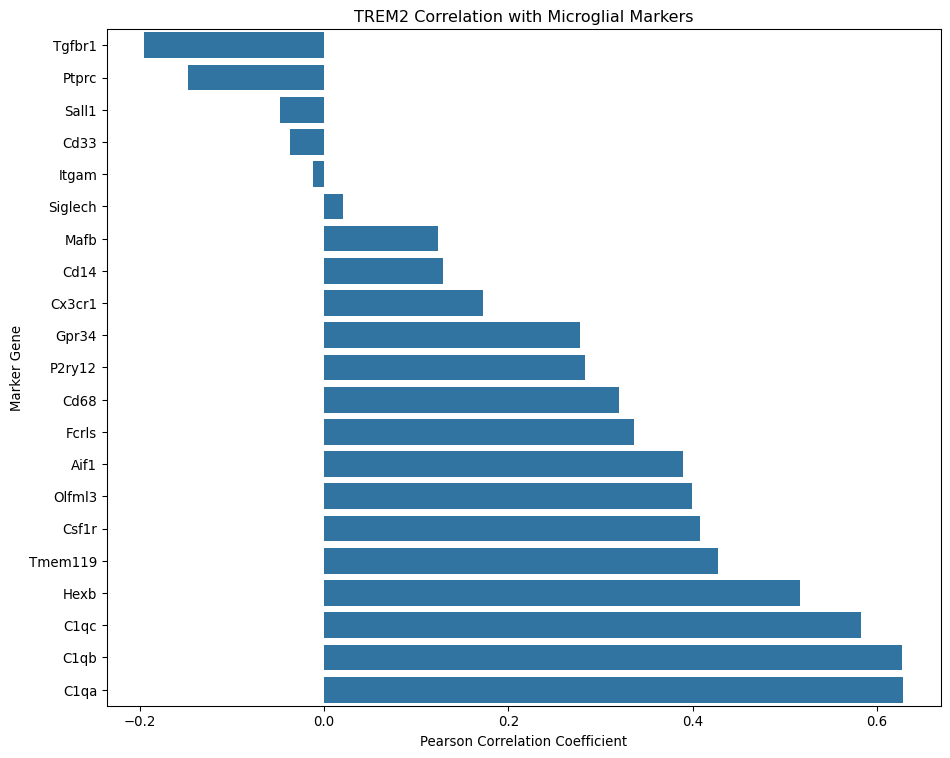 TREM2 Correlation with Microglial Markers
Marker Gene
Tgfbr1
Ptprc
Sall1
Cd33
Itgam
Siglech
Mafb
Cd14
Cx3cr1
Gpr34
P2ry12
Cd68
Fcrls
Aif1
Olfml3
Csf1r
Tmem119
Hexb
C1qc
C1qb
C1qa
−0.2 0.0 0.2 0.4 0.6
Pearson Correlation Coefficient